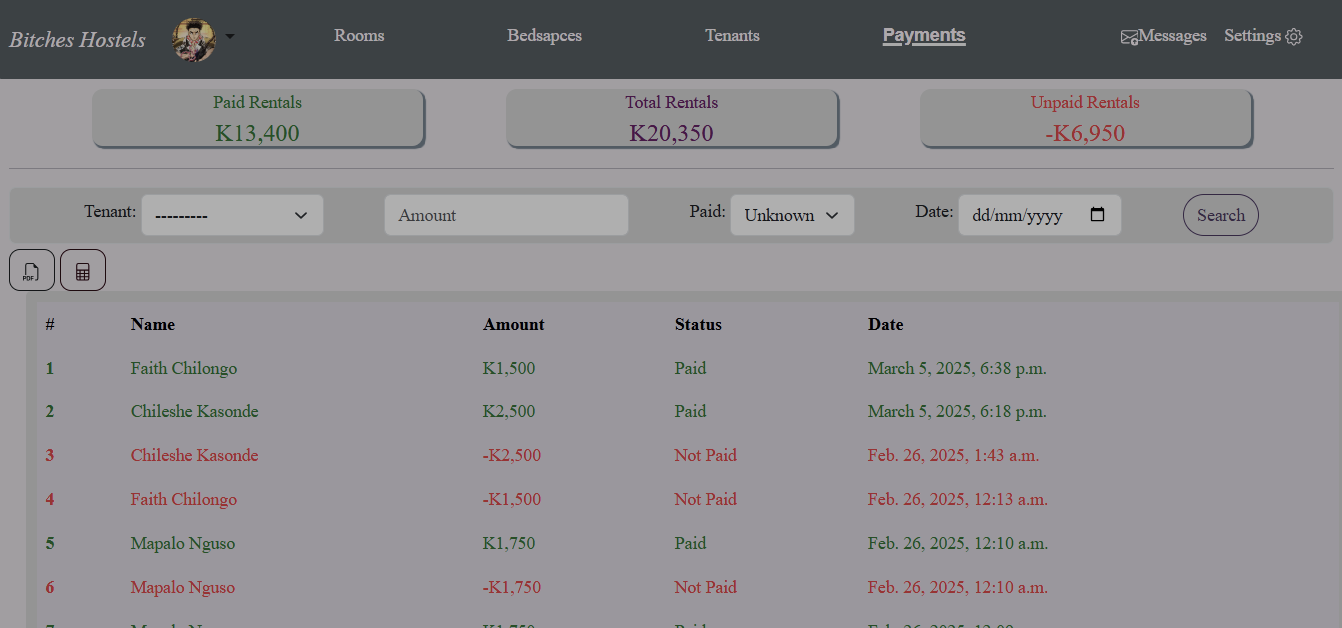 Bitches Hostels Rooms Bedsapces Tenants Payments Messages Settings
Paid Rentals Total Rentals Unpaid Rentals
K13,400 K20,350 -K6,950
Tenant: --------- Amount Paid: Unknown Date: dd/mm/yyyy Search
PDF
# Name Amount Status Date
1 Faith Chilongo K1,500 Paid March 5, 2025, 6:38 p.m.
2 Chileshe Kasonde K2,500 Paid March 5, 2025, 6:18 p.m.
3 Chileshe Kasonde -K2,500 Not Paid Feb. 26, 2025, 1:43 a.m.
4 Faith Chilongo -K1,500 Not Paid Feb. 26, 2025, 12:13 a.m.
5 Mapalo Nguso K1,750 Paid Feb. 26, 2025, 12:10 a.m.
6 Mapalo Nguso -K1,750 Not Paid Feb. 26, 2025, 12:10 a.m.